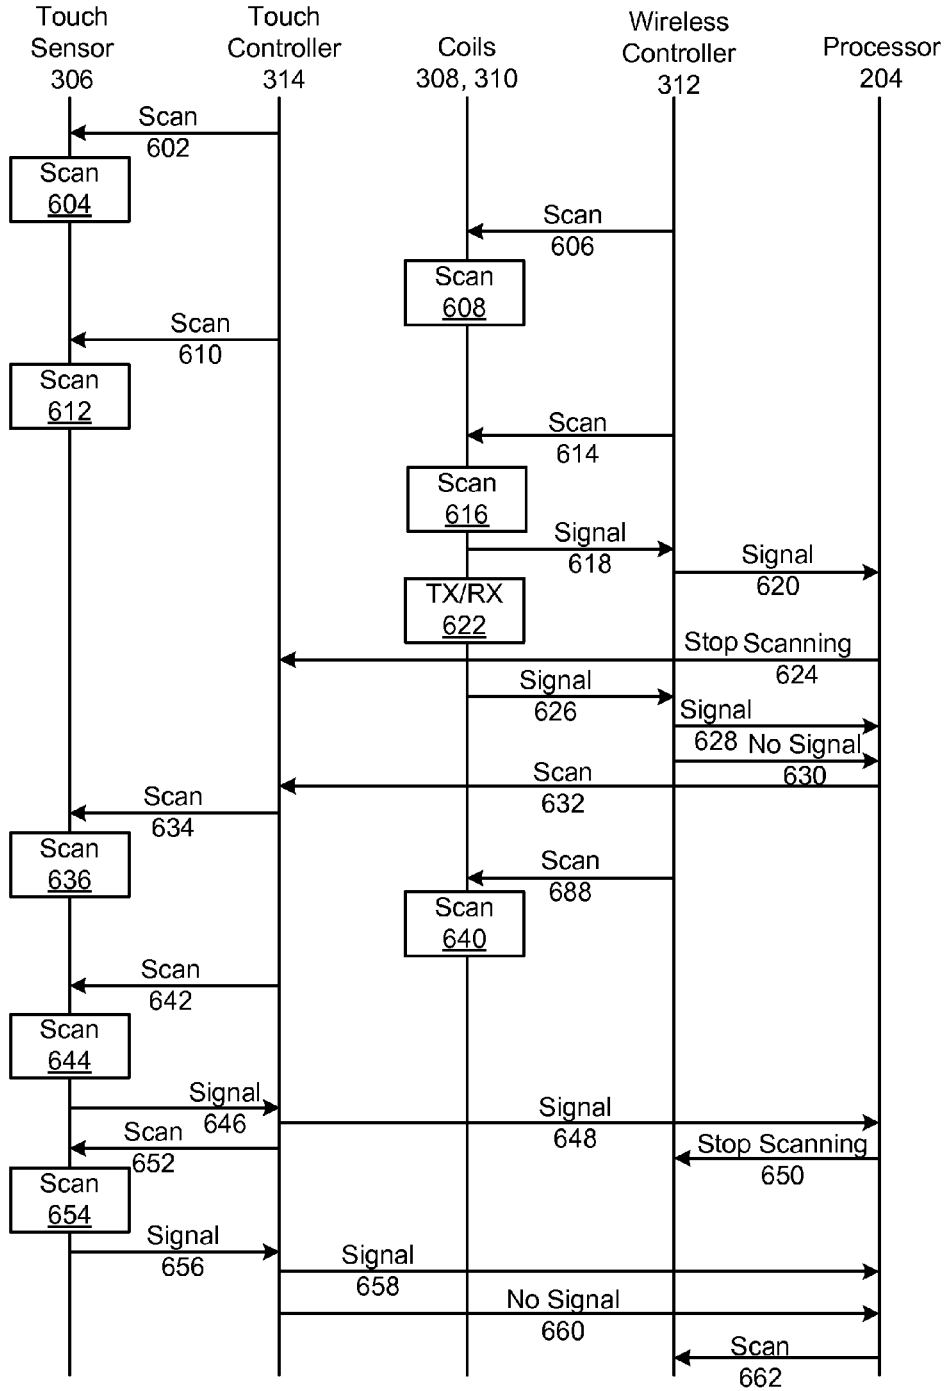 Touch
Sensor
306
Touch
Controller
314
Coils
308, 310
Wireless
Controller
312
Processor
204
Scan
602
Scan
604
Scan
606
Scan
608
Scan
610
Scan
612
Scan
614
Scan
616
Signal
618
Signal
620
TX/RX
622
Stop Scanning
624
Signal
626
Signal
628
No Signal
630
Scan
632
Scan
634
Scan
636
Scan
688
Scan
640
Scan
642
Scan
644
Signal
646
Signal
648
Scan
652
Stop Scanning
650
Scan
654
Signal
656
Signal
658
No Signal
660
Scan
662